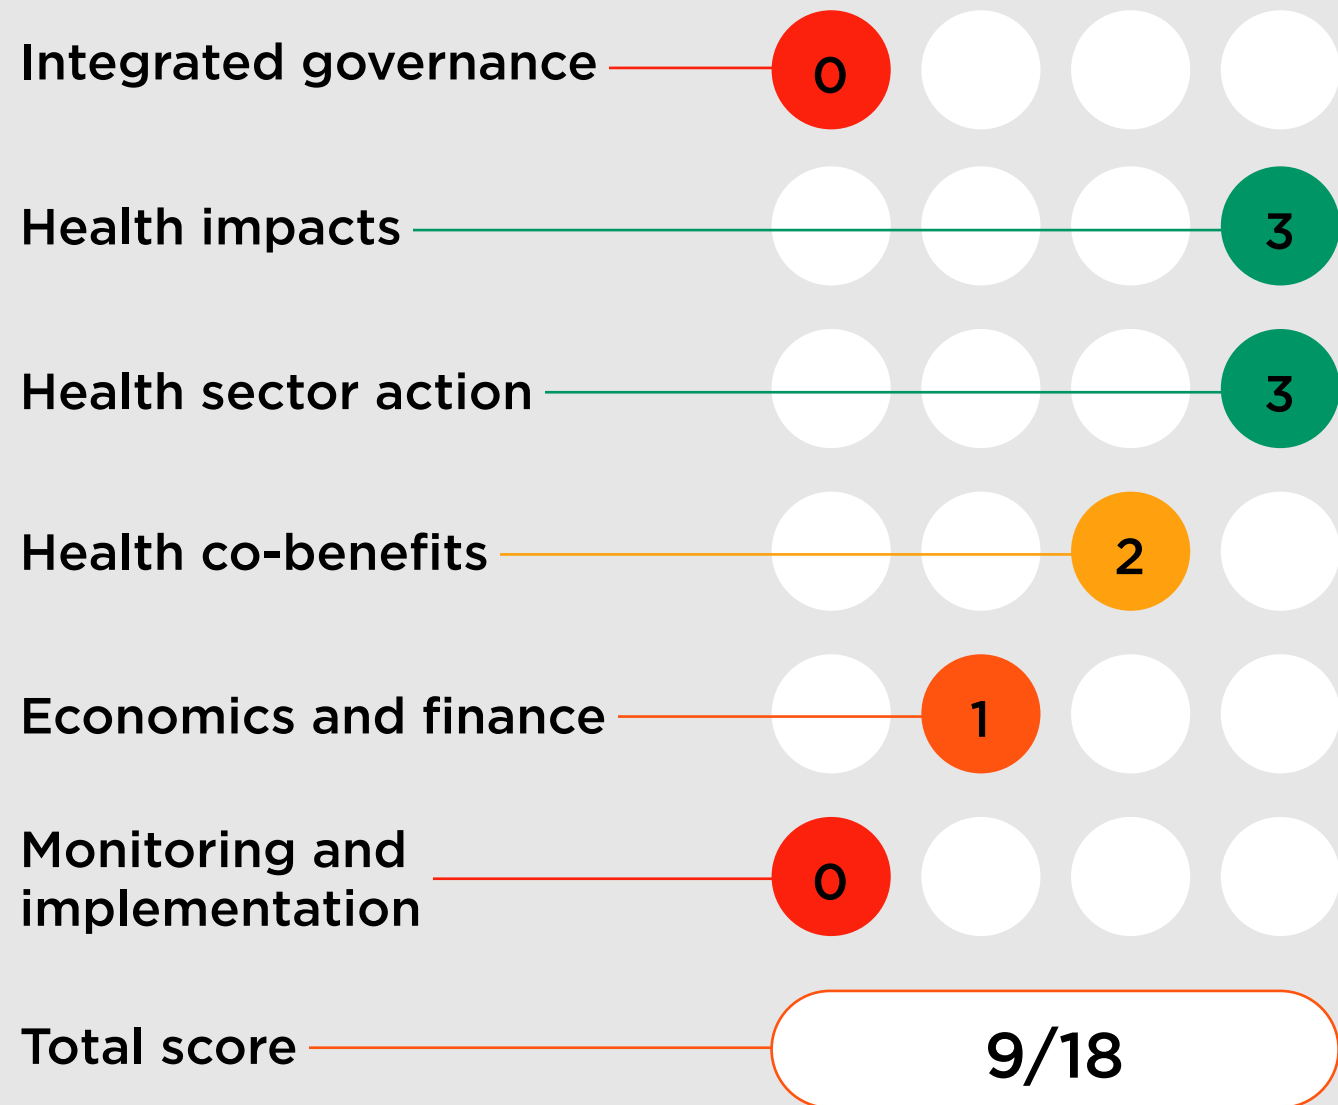 Integrated governance 0
Health impacts 3
Health sector action 3
Health co-benefits 2
Economics and finance 1
Monitoring and
implementation 0
Total score 9/18